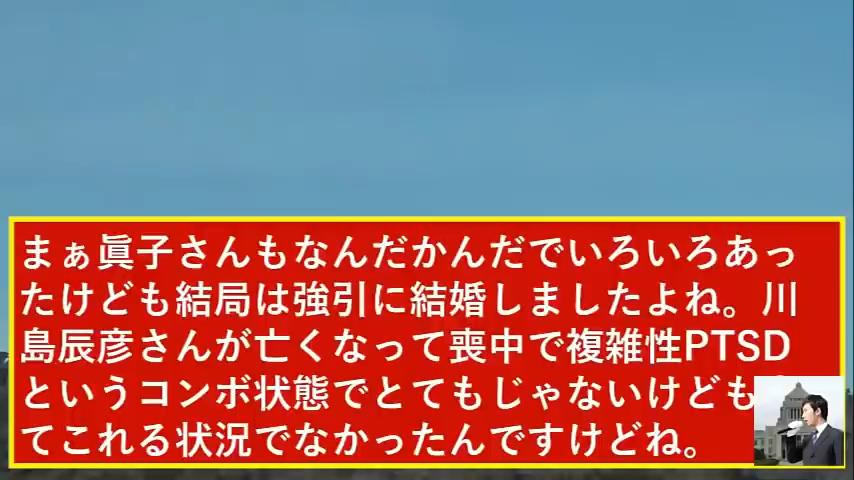 まぁ眞子さんもなんだかんだでいろいろあっ
たけども結局は強引に結婚しましたよね。川
島辰彦さんが亡くなって喪中で複雑性PTSD
というコンボ状態でとてもじゃないけども
てこれる状況でなかったんですけどね。